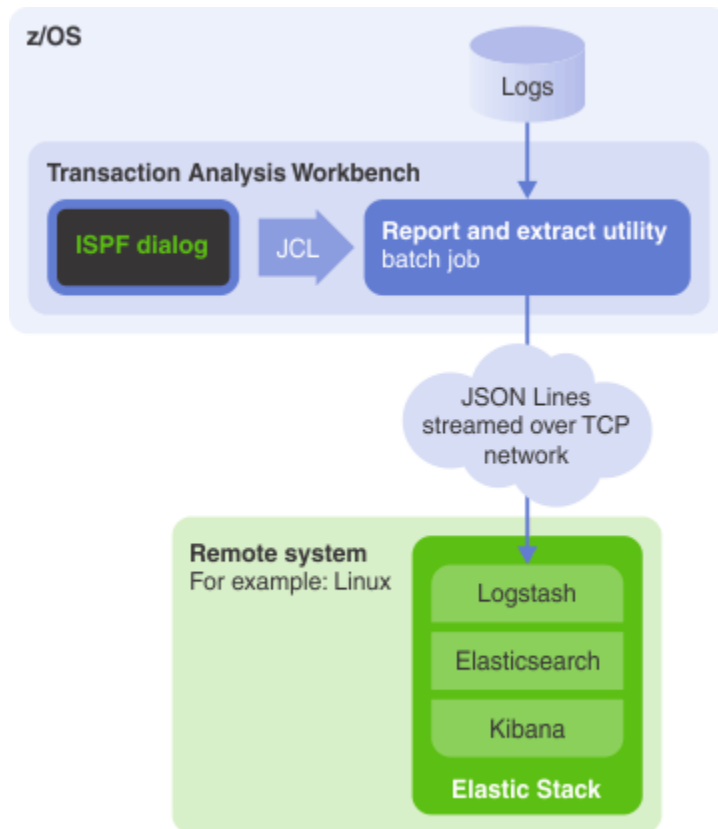 z/OS
Logs
Transaction Analysis Workbench
ISPF dialog
JCL
Report and extract utility
batch job
JSON Lines
streamed over TCP
network
Remote system
For example: Linux
Logstash
Elasticsearch
Kibana
Elastic Stack